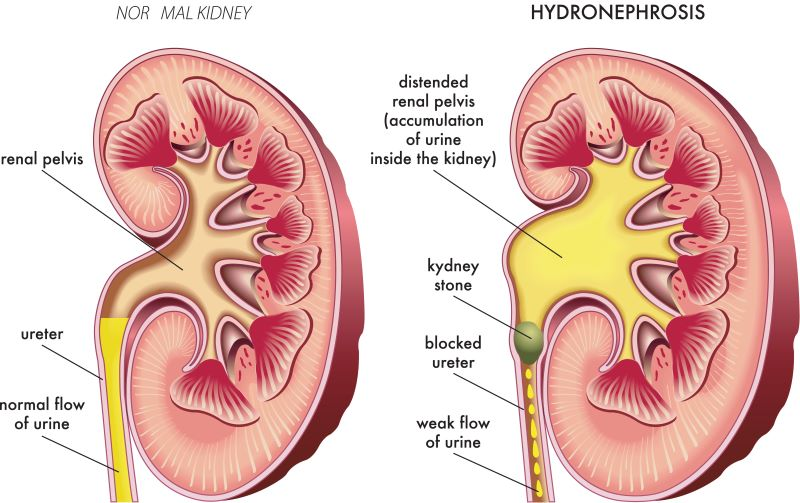 NOR MAL KIDNEY
renal pelvis
ureter
normal flow
of urine
HYDRONEPHROSIS
distended
renal pelvis
(accumulation
of urine
inside the kidney)
kydney
stone
blocked
ureter
weak flow
of urine